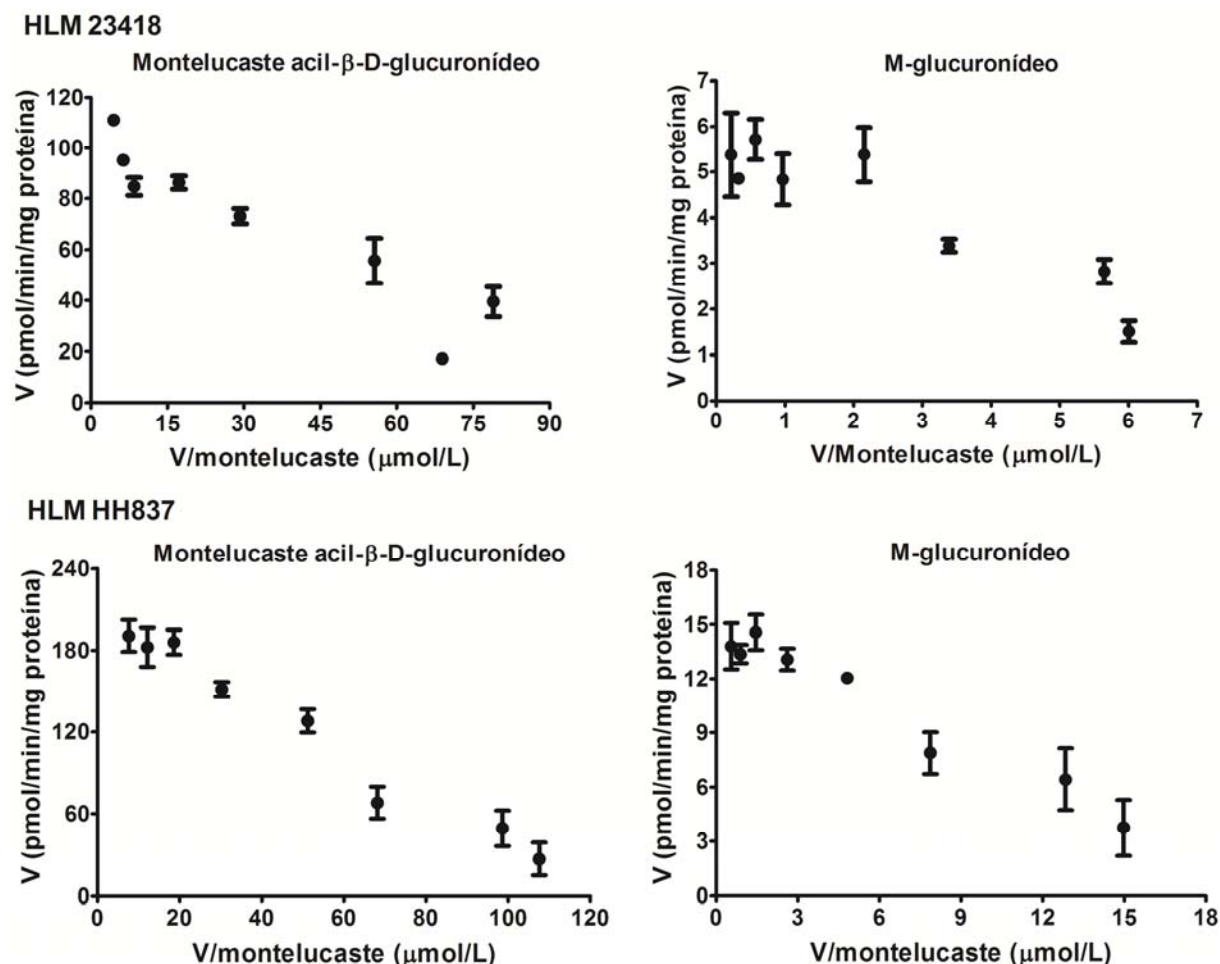 HLM 23418
Montelucaste acil-β-D-glucuronídeo
V (pmol/min/mg proteína)
120
100
80
60
40
20
0
0 15 30 45 60 75 90
V/montelucaste (μmol/L)
M-glucuronídeo
V (pmol/min/mg proteína)
7
6
5
4
3
2
1
0
0 1 2 3 4 5 6 7
V/Montelucaste (μmol/L)
HLM HH837
Montelucaste acil-β-D-glucuronídeo
V (pmol/min/mg proteína)
240
180
120
60
0
0 20 40 60 80 100 120
V/montelucaste (μmol/L)
M-glucuronídeo
V (pmol/min/mg proteína)
18
15
12
9
6
3
0
0 3 6 9 12 15 18
V/montelucaste (μmol/L)